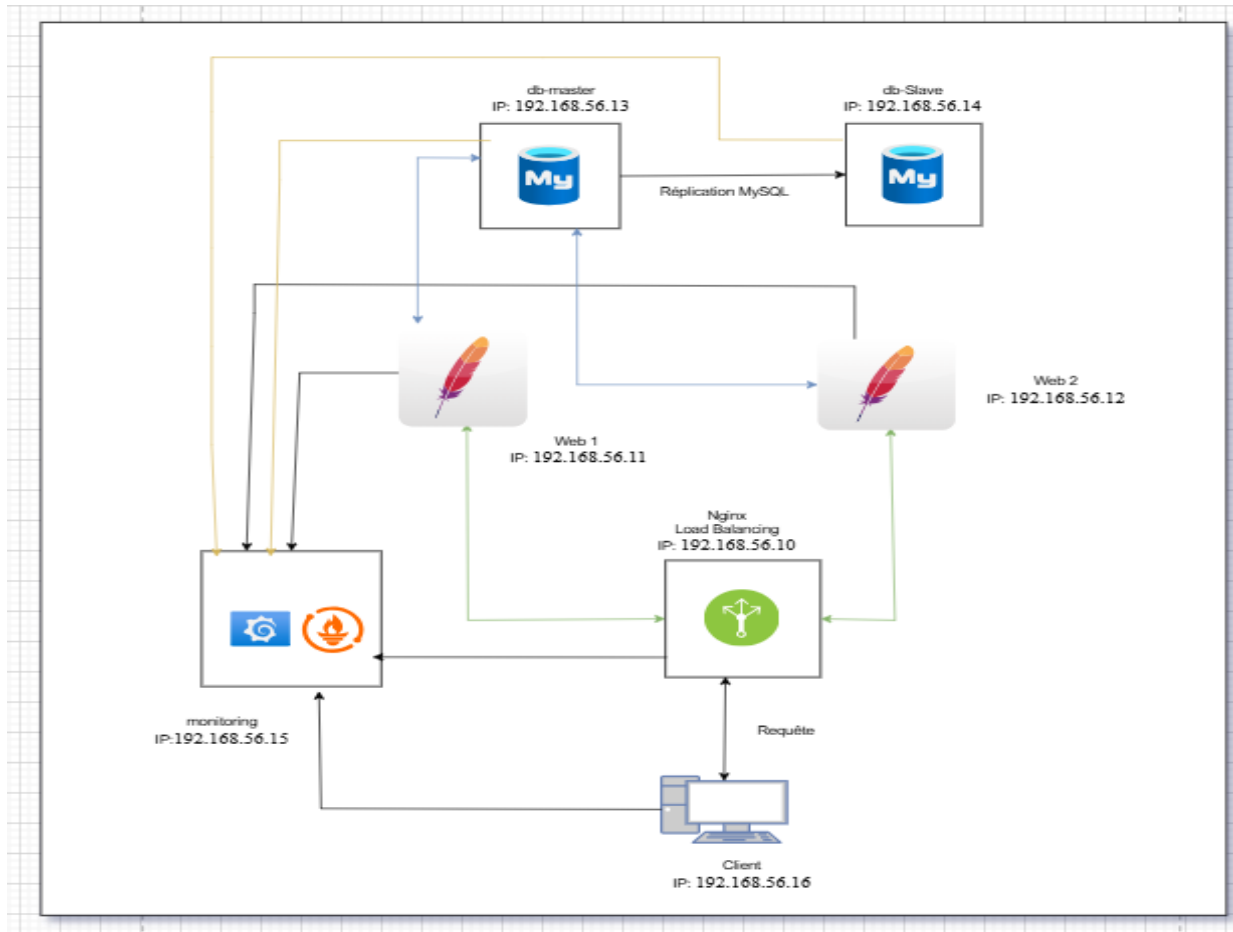 db-master
IP: 192.168.56.13
db-Slave
IP: 192.168.56.14
My
My
Réplication MySQL
Web 2
IP: 192.168.56.12
Web 1
IP: 192.168.56.11
Nginx
Load Balancing
IP: 192.168.56.10
monitoring
IP:192.168.56.15
Requête
Client
IP: 192.168.56.16